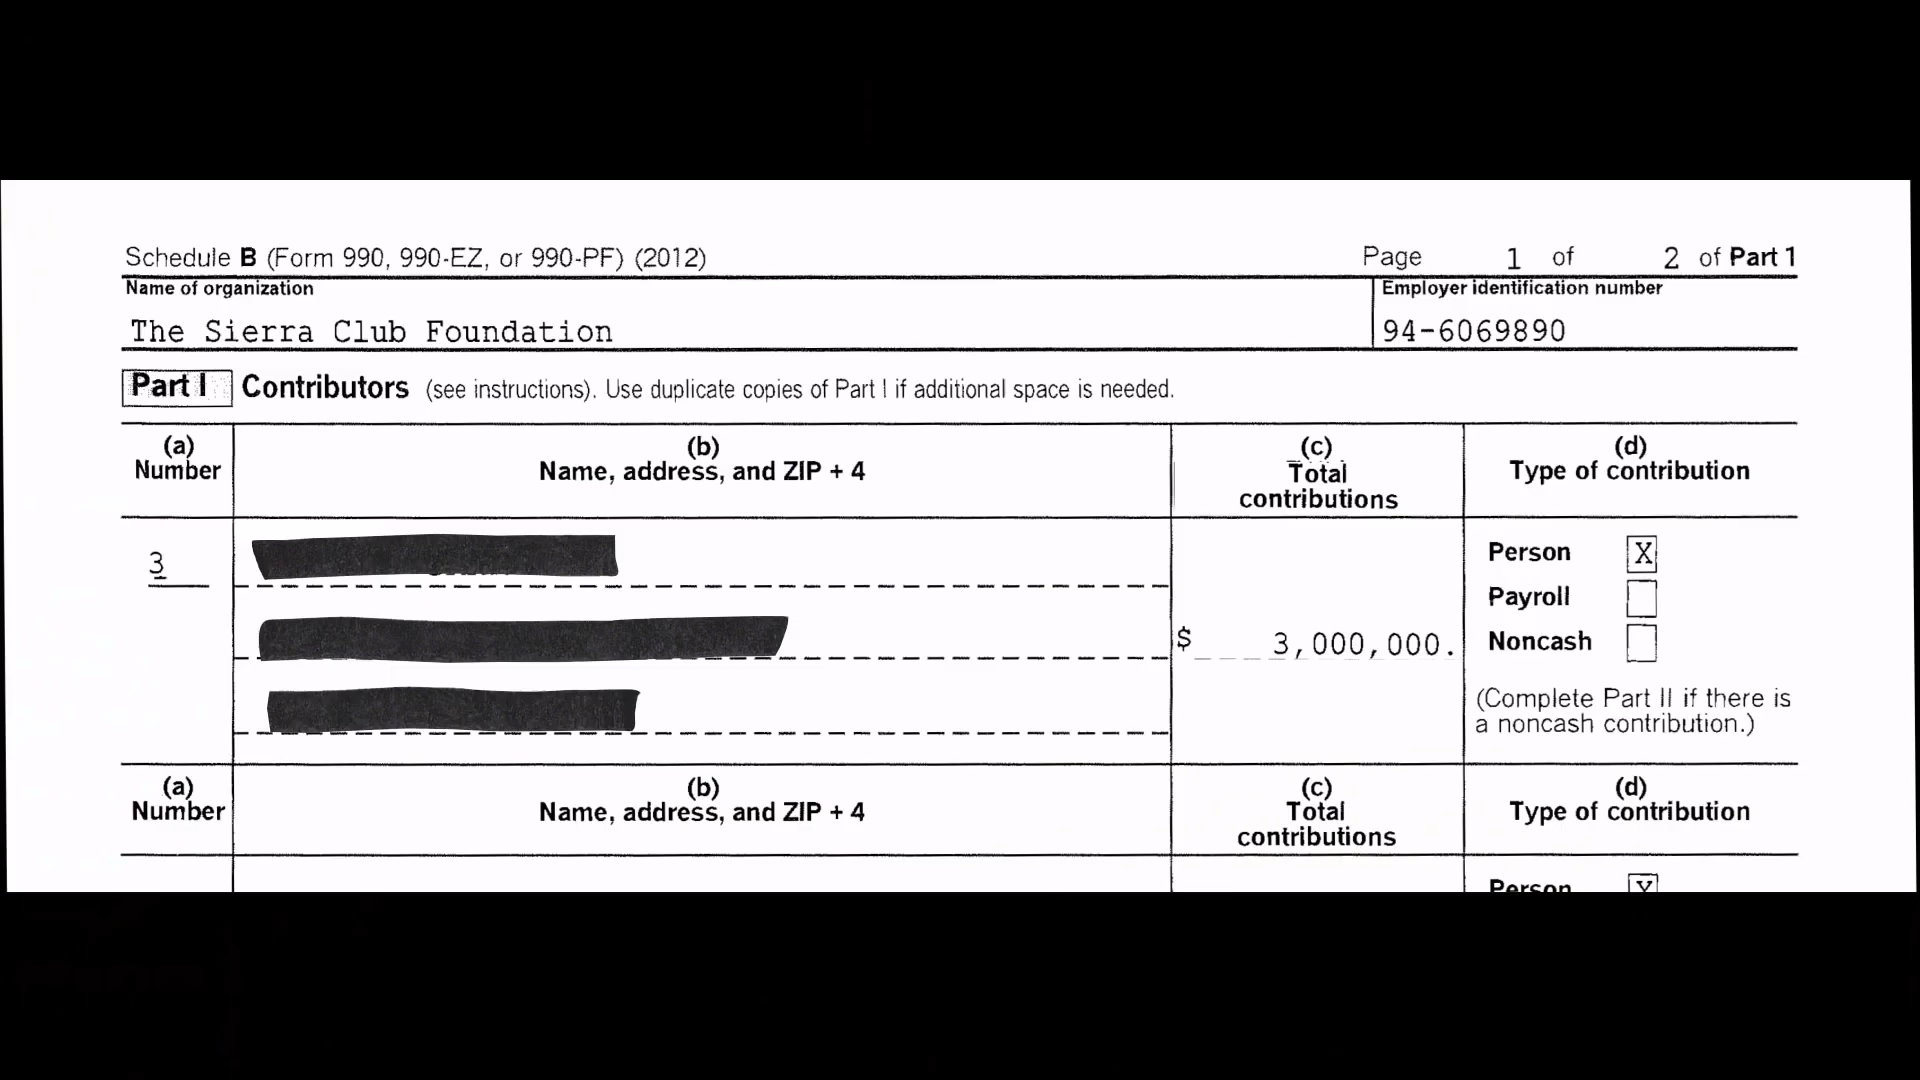 Schedule B (Form 990, 990-EZ, or 990-PF) (2012) Page 1 of 2 of Part 1
Name of organization Employer identification number
The Sierra Club Foundation 94-6069890
Part I Contributors (see instructions). Use duplicate copies of Part I if additional space is needed.
(a) (b) (c) (d)
Number Name, address, and ZIP + 4 Total Type of contribution
contributions
3 Person X
Payroll
$ 3,000,000. Noncash
(Complete Part II if there is
a noncash contribution.)
(a) (b) (c) (d)
Number Name, address, and ZIP + 4 Total Type of contribution
contributions
Person X